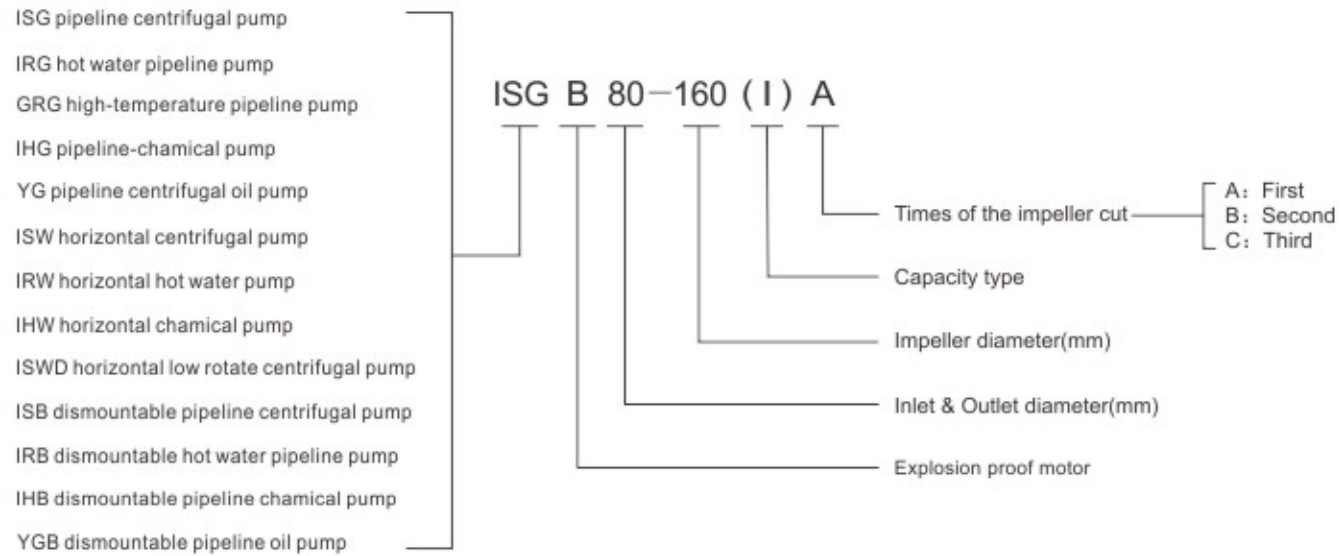 ISG pipeline centrifugal pump
IRG hot water pipeline pump
GRG high-temperature pipeline pump
IHG pipeline-chamical pump
YG pipeline centrifugal oil pump
ISW horizontal centrifugal pump
IRW horizontal hot water pump
IHW horizontal chamical pump
ISWD horizontal low rotate centrifugal pump
ISB dismountable pipeline centrifugal pump
IRB dismountable hot water pipeline pump
IHB dismountable pipeline chamical pump
YGB dismountable pipeline oil pump
ISG B 80－160 ( I ) A
Times of the impeller cut
A：First
B：Second
C：Third
Capacity type
Impeller diameter(mm)
Inlet & Outlet diameter(mm)
Explosion proof motor